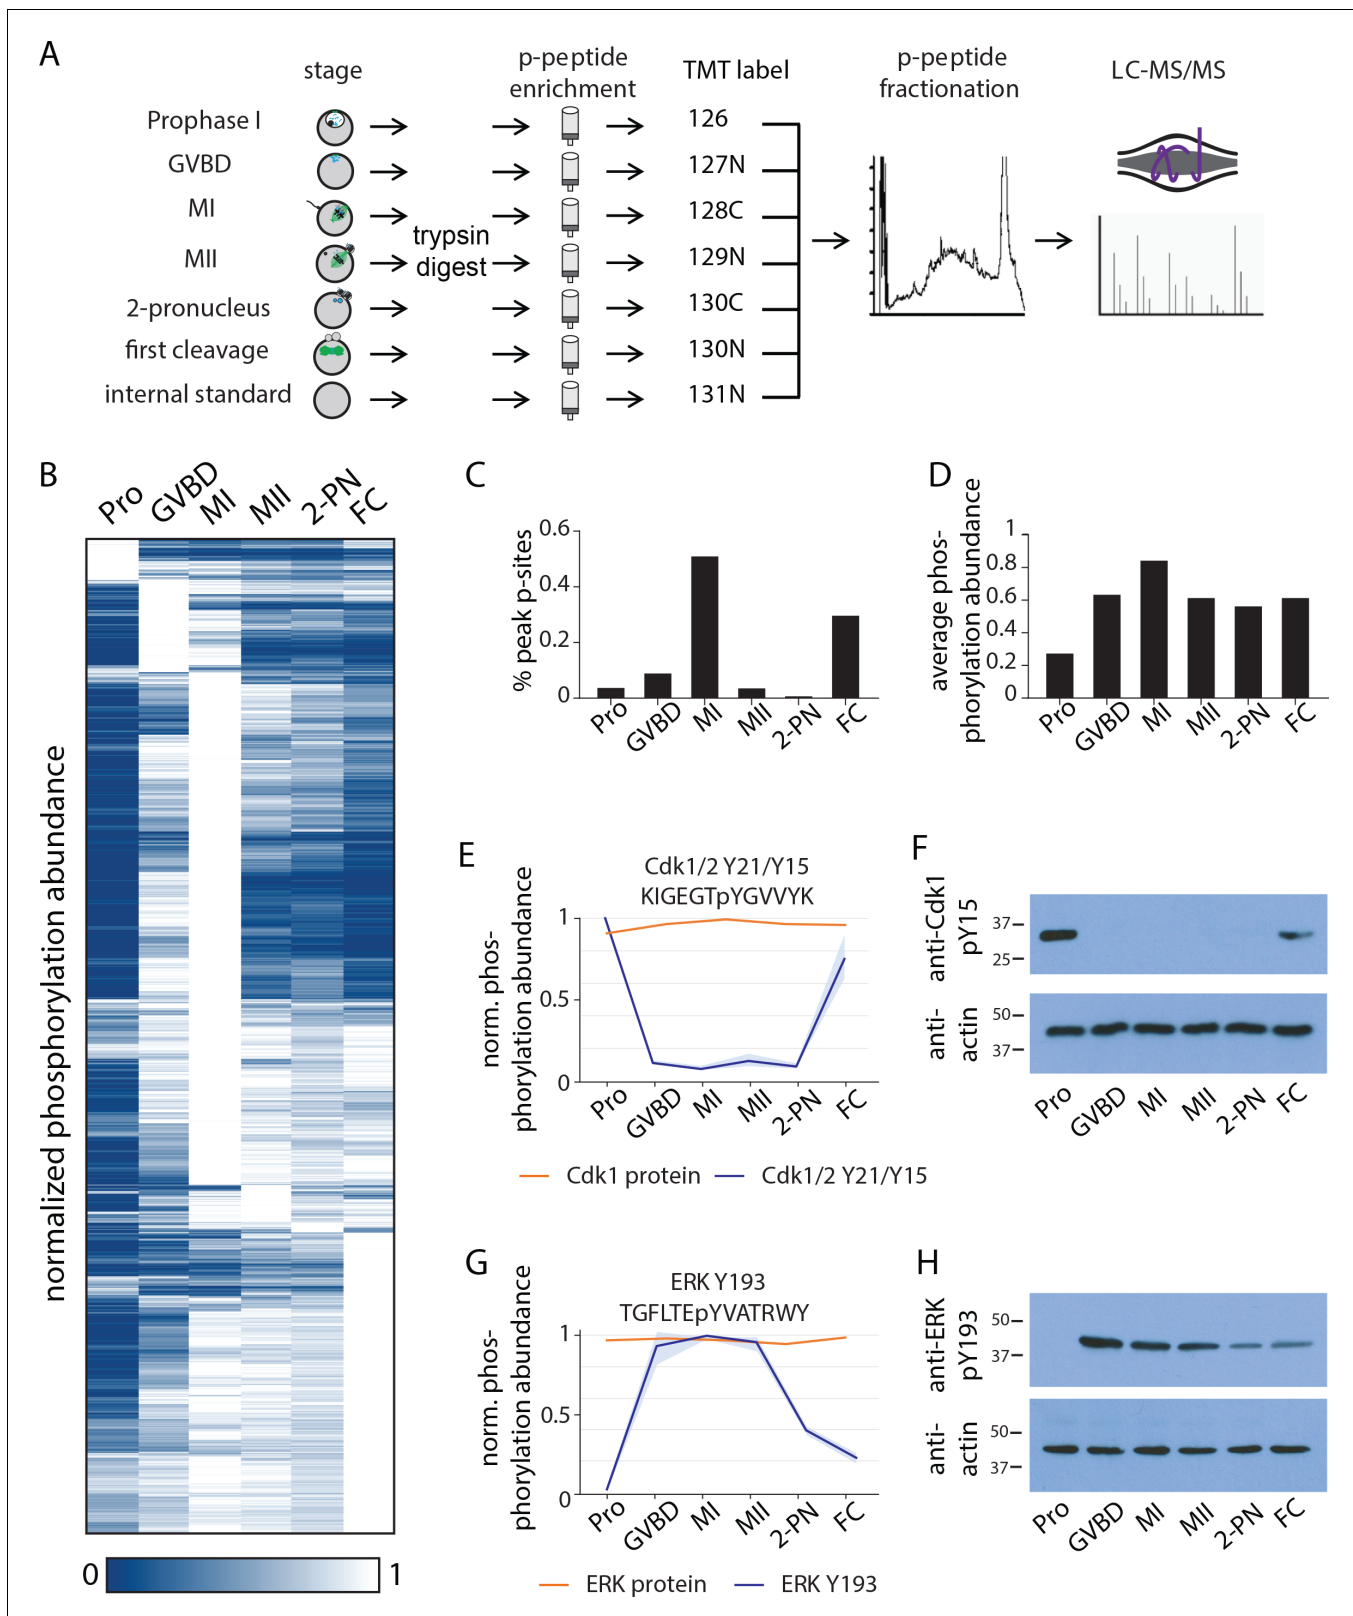 A
stage
p-peptide
enrichment
TMT label
p-peptide
fractionation
LC-MS/MS
Prophase I
126
GVBD
127N
MI
128C
MII
129N
trypsin
digest
2-pronucleus
130C
first cleavage
130N
internal standard
131N
B
Pro
GVBD
MI
MII
2-PN
FC
normalized phosphorylation abundance
0
1
C
% peak p-sites
0.6
0.4
0.2
0
Pro
GVBD
MI
MII
2-PN
FC
D
average phos-
phorylation abundance
1
0.8
0.6
0.4
0.2
0
Pro
GVBD
MI
MII
2-PN
FC
E
Cdk1/2 Y21/Y15
KIGEGTpYGVVYK
norm. phos-
phorylation abundance
1
0.5
0
Pro
GVBD
MI
MII
2-PN
FC
Cdk1 protein
Cdk1/2 Y21/Y15
F
anti-Cdk1
pY15
37
25
anti-
actin
50
37
Pro
GVBD
MI
MII
2-PN
FC
G
ERK Y193
TGFLTEpYVATRWY
norm. phos-
phorylation abundance
1
0.5
0
Pro
GVBD
MI
MII
2-PN
FC
ERK protein
ERK Y193
H
anti-ERK
pY193
50
37
anti-
actin
50
37
Pro
GVBD
MI
MII
2-PN
FC